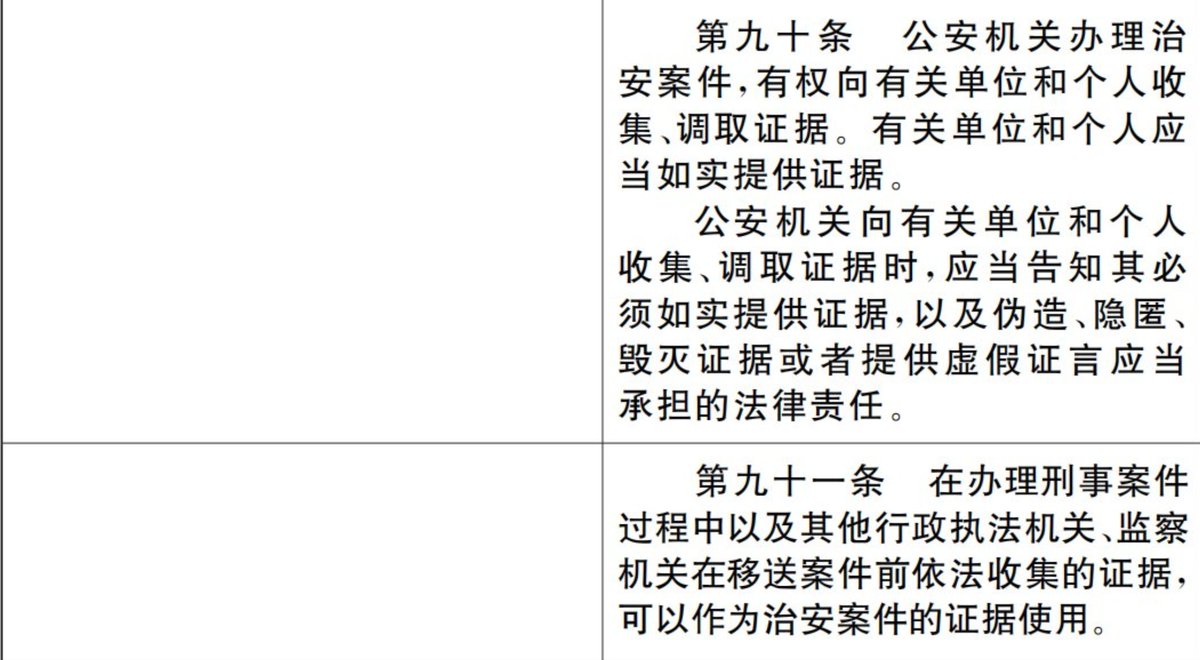 第九十条　公安机关办理治
安案件,有权向有关单位和个人收
集、调取证据。有关单位和个人应
当如实提供证据。
公安机关向有关单位和个人
收集、调取证据时,应当告知其必
须如实提供证据,以及伪造、隐匿、
毁灭证据或者提供虚假证言应当
承担的法律责任。
第九十一条　在办理刑事案件
过程中以及其他行政执法机关、监察
机关在移送案件前依法收集的证据,
可以作为治安案件的证据使用。